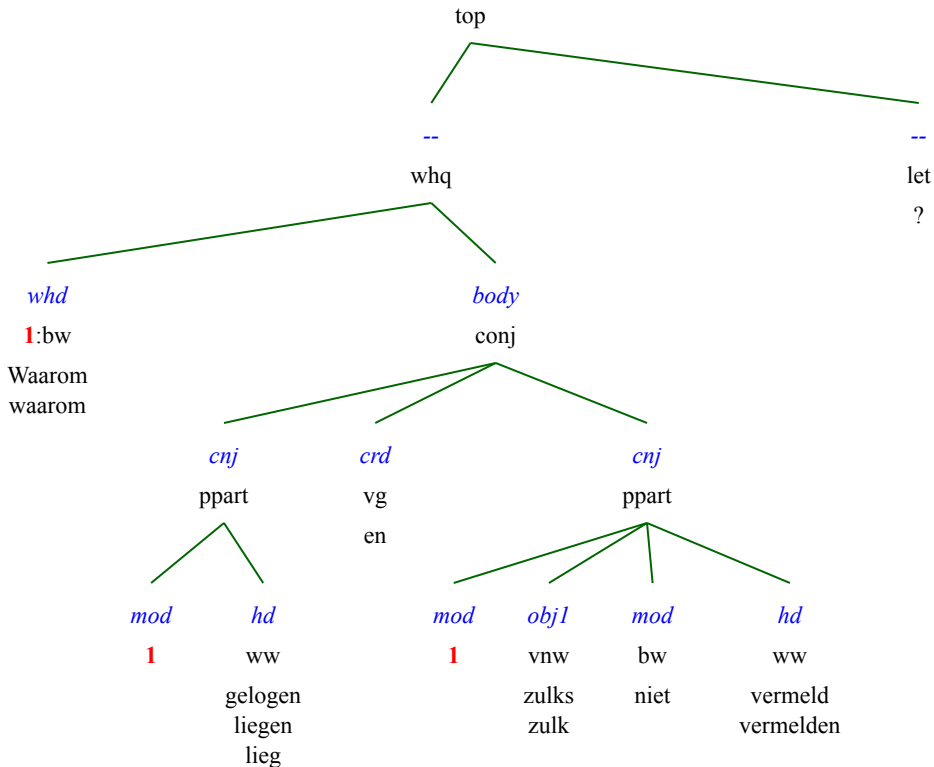 top
-- --
whq let
?
whd body
1:bw conj
Waarom
waarom
cnj crd cnj
ppart vg ppart
en
mod hd mod obj1 mod hd
1 ww 1 vnw bw ww
gelogen zulks niet vermeld
liegen zulk vermelden
lieg